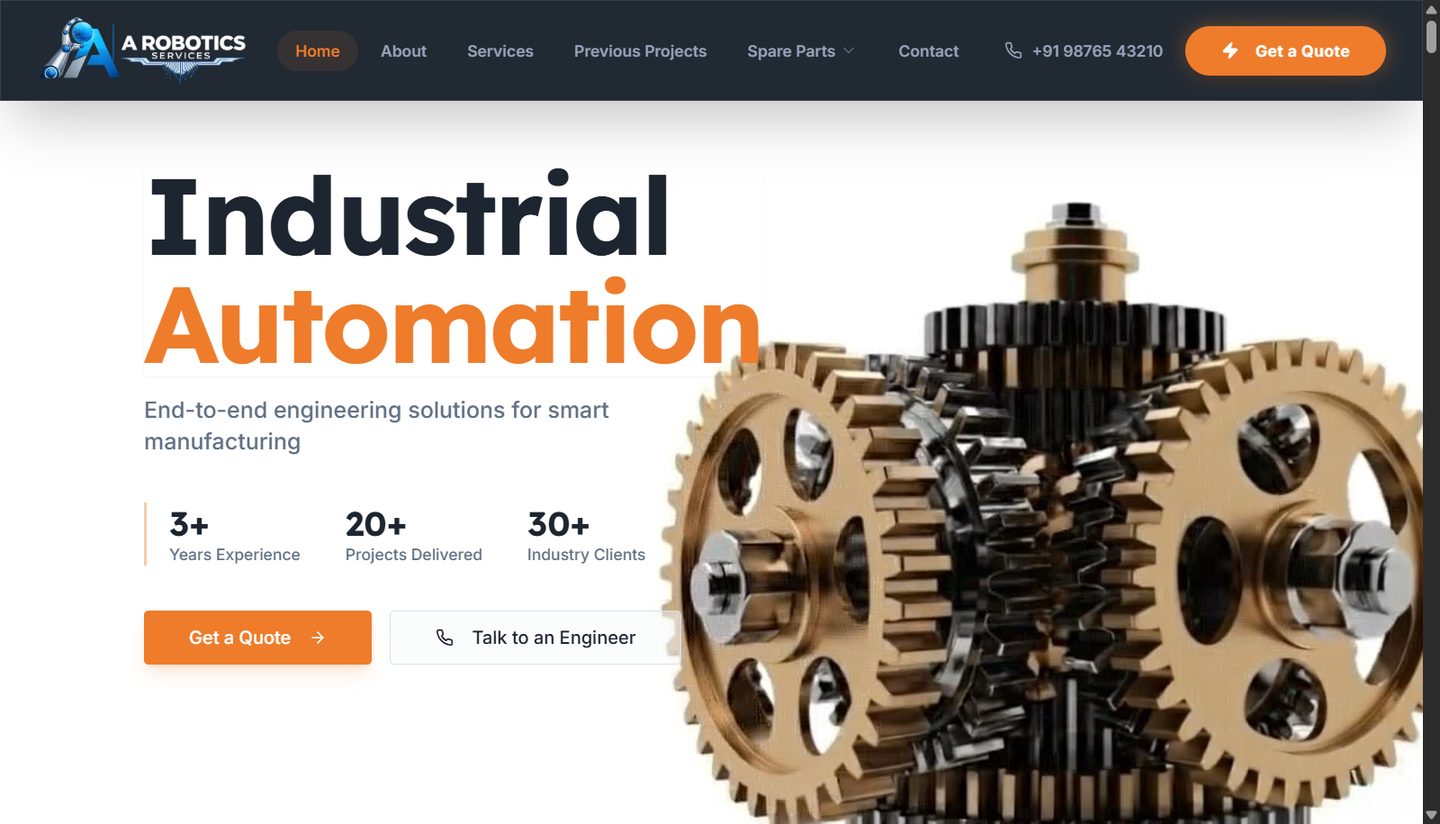 A ROBOTICS
SERVICES
Home
About
Services
Previous Projects
Spare Parts
Contact
+91 98765 43210
Get a Quote
Industrial
Automation
End-to-end engineering solutions for smart
manufacturing
3+
20+
30+
Years Experience
Projects Delivered
Industry Clients
Get a Quote
Talk to an Engineer